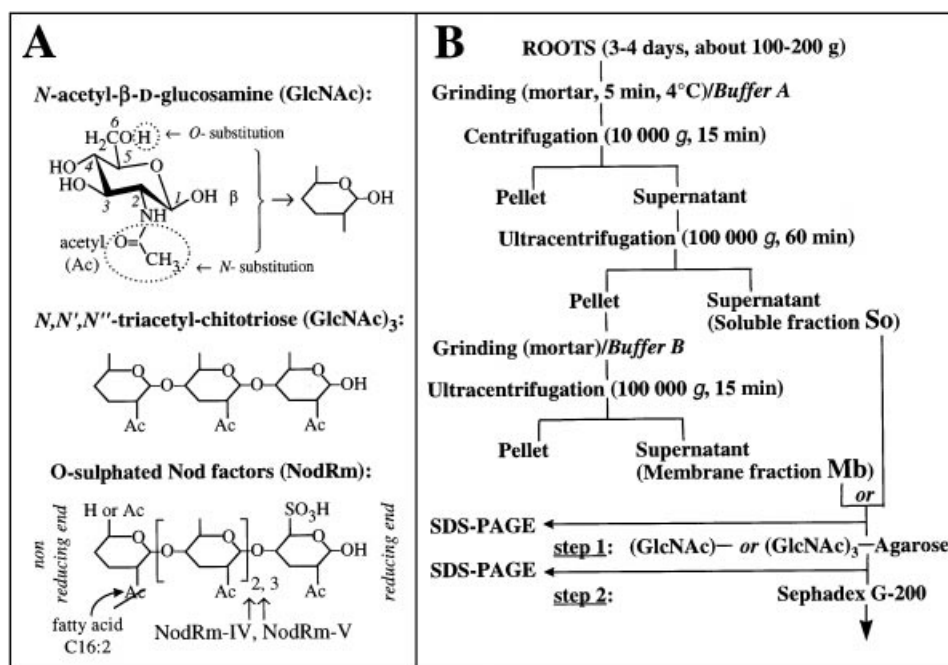 A
N-acetyl-β-D-glucosamine (GlcNAc):
6
H₂COH ← O- substitution
5
O
HO 4
HO
3
2
1
OH β
NH
acetyl O=
(Ac)
CH₃ ← N- substitution
O
OH
N,N',N''-triacetyl-chitotriose (GlcNAc)₃:
O O O O O OH
Ac Ac Ac
O-sulphated Nod factors (NodRm):
non
reducing end
H or Ac
SO₃H
O O O O O OH
reducing end
Ac Ac 2, 3 Ac
fatty acid
C16:2
NodRm-IV, NodRm-V
B
ROOTS (3-4 days, about 100-200 g)
Grinding (mortar, 5 min, 4°C)/Buffer A
Centrifugation (10 000 g, 15 min)
Pellet Supernatant
Ultracentrifugation (100 000 g, 60 min)
Pellet Supernatant
(Soluble fraction So)
Grinding (mortar)/Buffer B
Ultracentrifugation (100 000 g, 15 min)
Pellet Supernatant
(Membrane fraction Mb)
or
SDS-PAGE
step 1: (GlcNAc)— or (GlcNAc)₃—Agarose
SDS-PAGE
step 2: Sephadex G-200